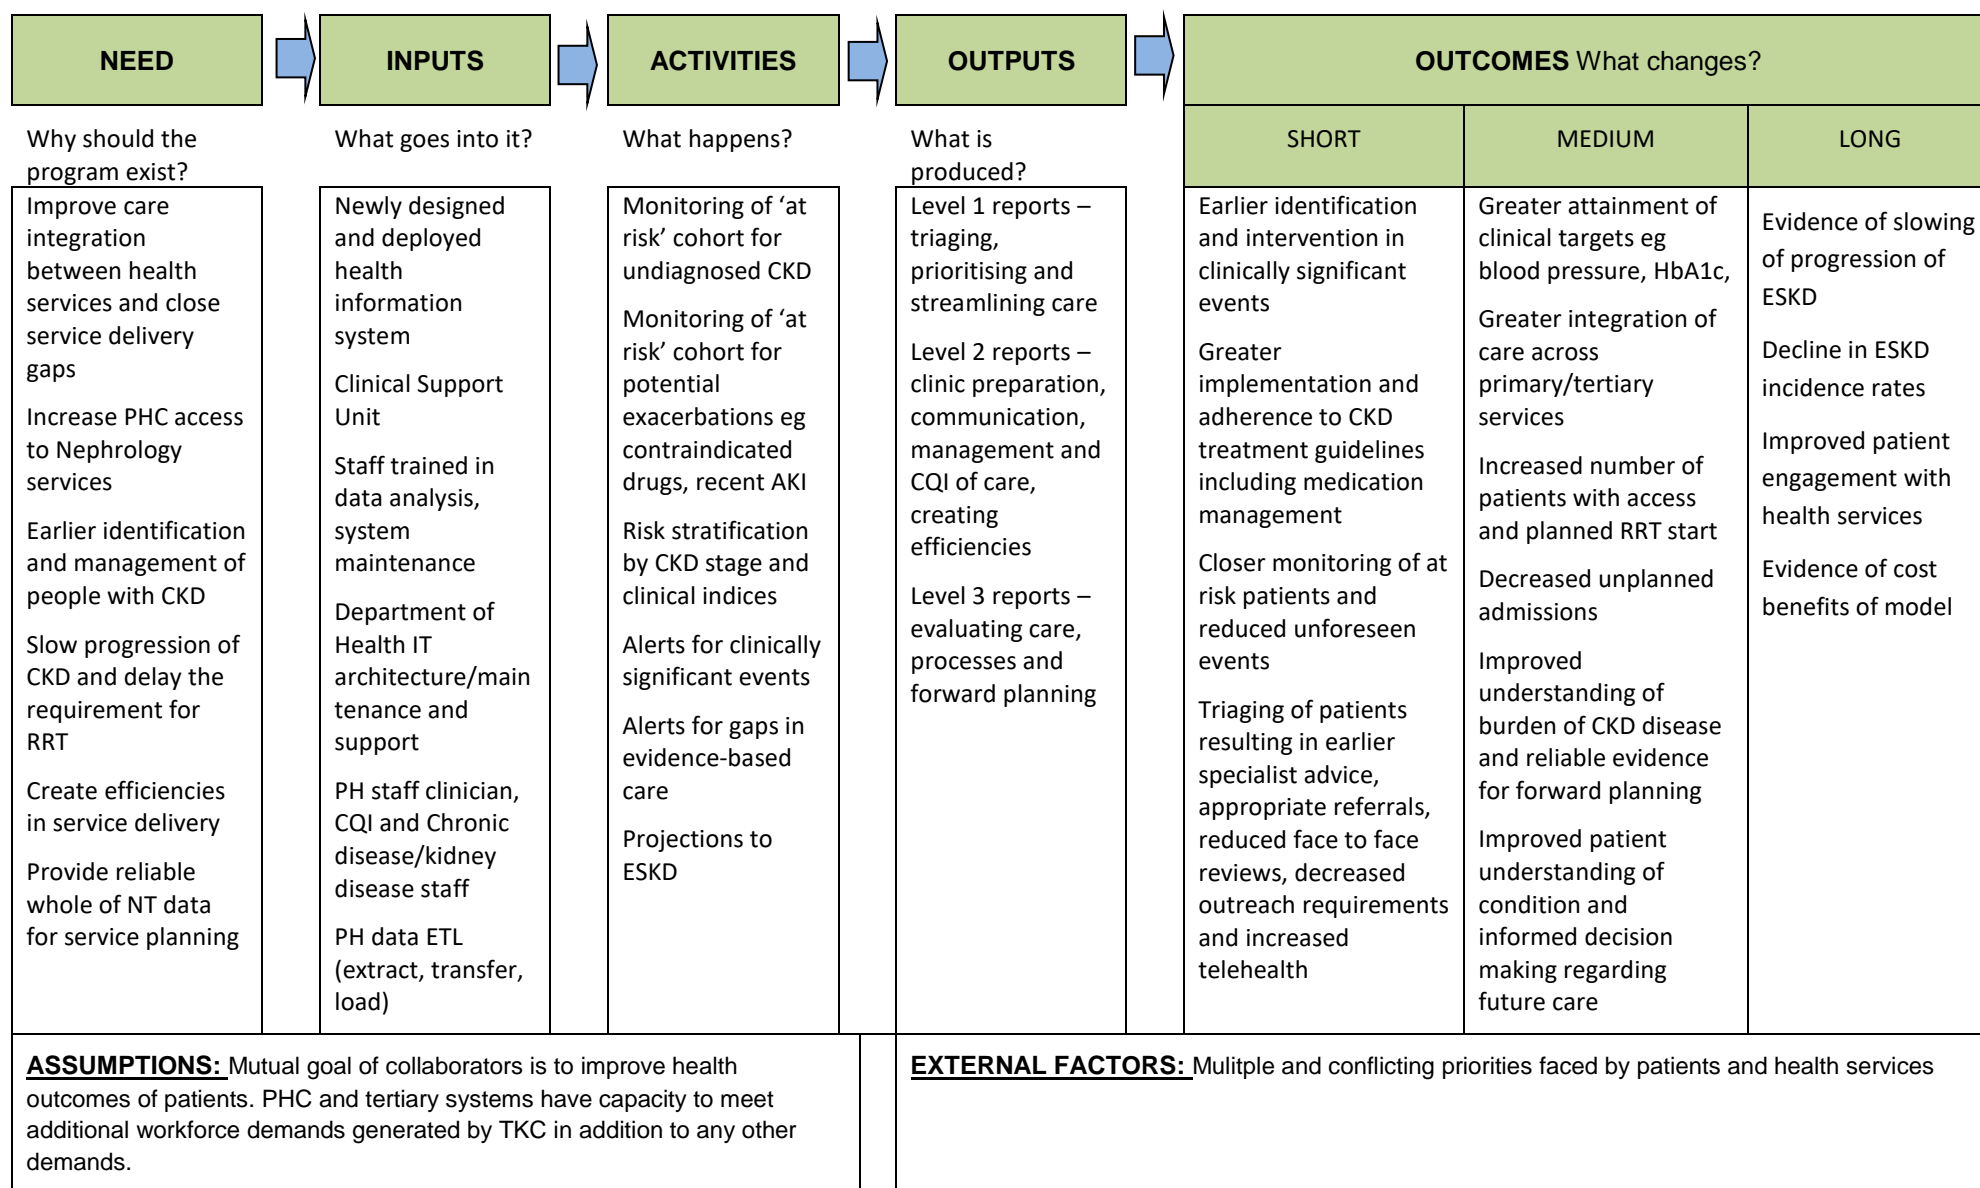 NEED
INPUTS
ACTIVITIES
OUTPUTS
OUTCOMES What changes?
Why should the
program exist?
What goes into it?
What happens?
What is
produced?
SHORT
MEDIUM
LONG
Improve care
integration
between health
services and close
service delivery
gaps
Increase PHC access
to Nephrology
services
Earlier identification
and management of
people with CKD
Slow progression of
CKD and delay the
requirement for
RRT
Create efficiencies
in service delivery
Provide reliable
whole of NT data
for service planning
Newly designed
and deployed
health
information
system
Clinical Support
Unit
Staff trained in
data analysis,
system
maintenance
Department of
Health IT
architecture/main
tenance and
support
PH staff clinician,
CQI and Chronic
disease/kidney
disease staff
PH data ETL
(extract, transfer,
load)
Monitoring of ‘at
risk’ cohort for
undiagnosed CKD
Monitoring of ‘at
risk’ cohort for
potential
exacerbations eg
contraindicated
drugs, recent AKI
Risk stratification
by CKD stage and
clinical indices
Alerts for clinically
significant events
Alerts for gaps in
evidence-based
care
Projections to
ESKD
Level 1 reports –
triaging,
prioritising and
streamlining care
Level 2 reports –
clinic preparation,
communication,
management and
CQI of care,
creating
efficiencies
Level 3 reports –
evaluating care,
processes and
forward planning
Earlier identification
and intervention in
clinically significant
events
Greater
implementation and
adherence to CKD
treatment guidelines
including medication
management
Closer monitoring of at
risk patients and
reduced unforeseen
events
Triaging of patients
resulting in earlier
specialist advice,
appropriate referrals,
reduced face to face
reviews, decreased
outreach requirements
and increased
telehealth
Greater attainment of
clinical targets eg
blood pressure, HbA1c,
Greater integration of
care across
primary/tertiary
services
Increased number of
patients with access
and planned RRT start
Decreased unplanned
admissions
Improved
understanding of
burden of CKD disease
and reliable evidence
for forward planning
Improved patient
understanding of
condition and
informed decision
making regarding
future care
Evidence of slowing
of progression of
ESKD
Decline in ESKD
incidence rates
Improved patient
engagement with
health services
Evidence of cost
benefits of model
ASSUMPTIONS: Mutual goal of collaborators is to improve health
outcomes of patients. PHC and tertiary systems have capacity to meet
additional workforce demands generated by TKC in addition to any other
demands.
EXTERNAL FACTORS: Mulitple and conflicting priorities faced by patients and health services